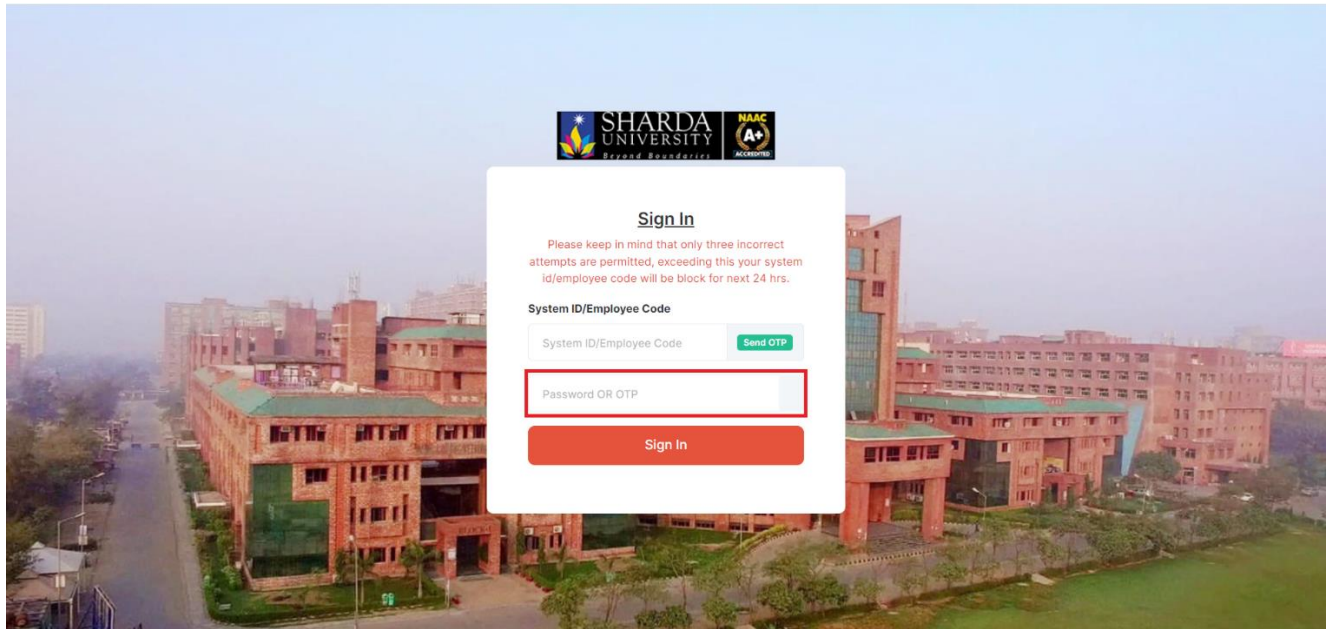 SHARDA
UNIVERSITY
Beyond Boundaries
NAAC
A+
ACCREDITED
Sign In
Please keep in mind that only three incorrect
attempts are permitted, exceeding this your system
id/employee code will be block for next 24 hrs.
System ID/Employee Code
System ID/Employee Code
Send OTP
Password OR OTP
Sign In